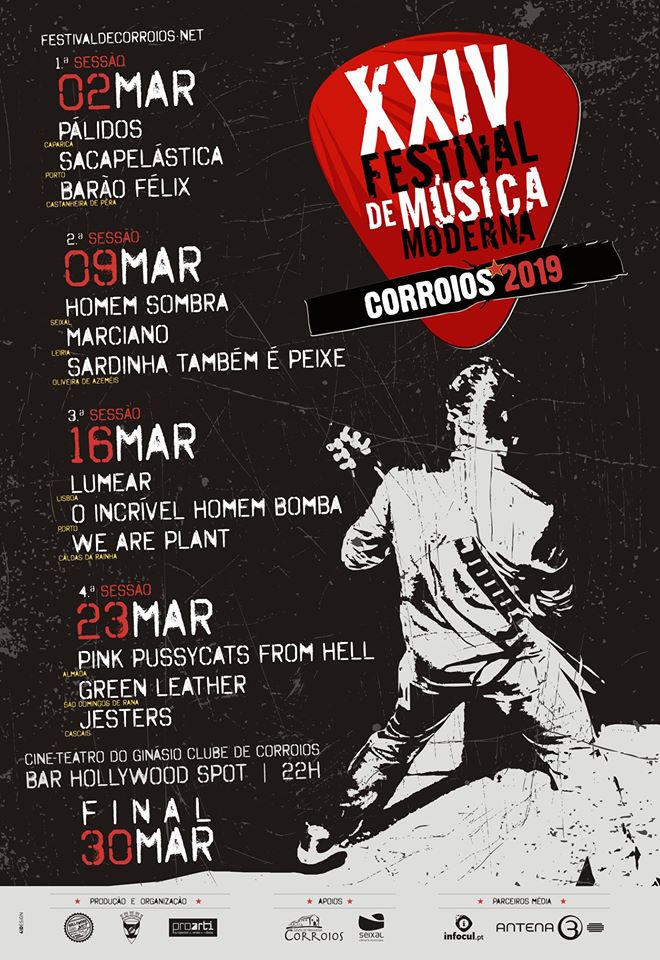 FESTIVALDECORROIOS.NET
1.ª SESSÃO
02MAR
PÁLIDOS
CAPARICA
SACAPELÁSTICA
PORTO
BARÃO FÉLIX
CASTANHEIRA DE PÊRA
2.ª SESSÃO
09MAR
HOMEM SOMBRA
SEIXAL
MARCIANO
LEIRIA
SARDINHA TAMBÉM É PEIXE
OLIVEIRA DE AZEMÉIS
3.ª SESSÃO
16MAR
LUMEAR
LISBOA
O INCRÍVEL HOMEM BOMBA
PORTO
WE ARE PLANT
CALDAS DA RAINHA
4.ª SESSÃO
23MAR
PINK PUSSYCATS FROM HELL
ALMADA
GREEN LEATHER
SÃO DOMINGOS DE RANA
JESTERS
CASCAIS
CINE-TEATRO DO GINÁSIO CLUBE DE CORROIOS
BAR HOLLYWOOD SPOT | 22H
FINAL
30MAR
XXIV
FESTIVAL
DE MÚSICA
MODERNA
CORROIOS 2019
PRODUÇÃO E ORGANIZAÇÃO
proarti
APOIOS
CORROIOS
seixal
câmara municipal
PARCEIROS MÉDIA
infocul.pt
ANTENA 3